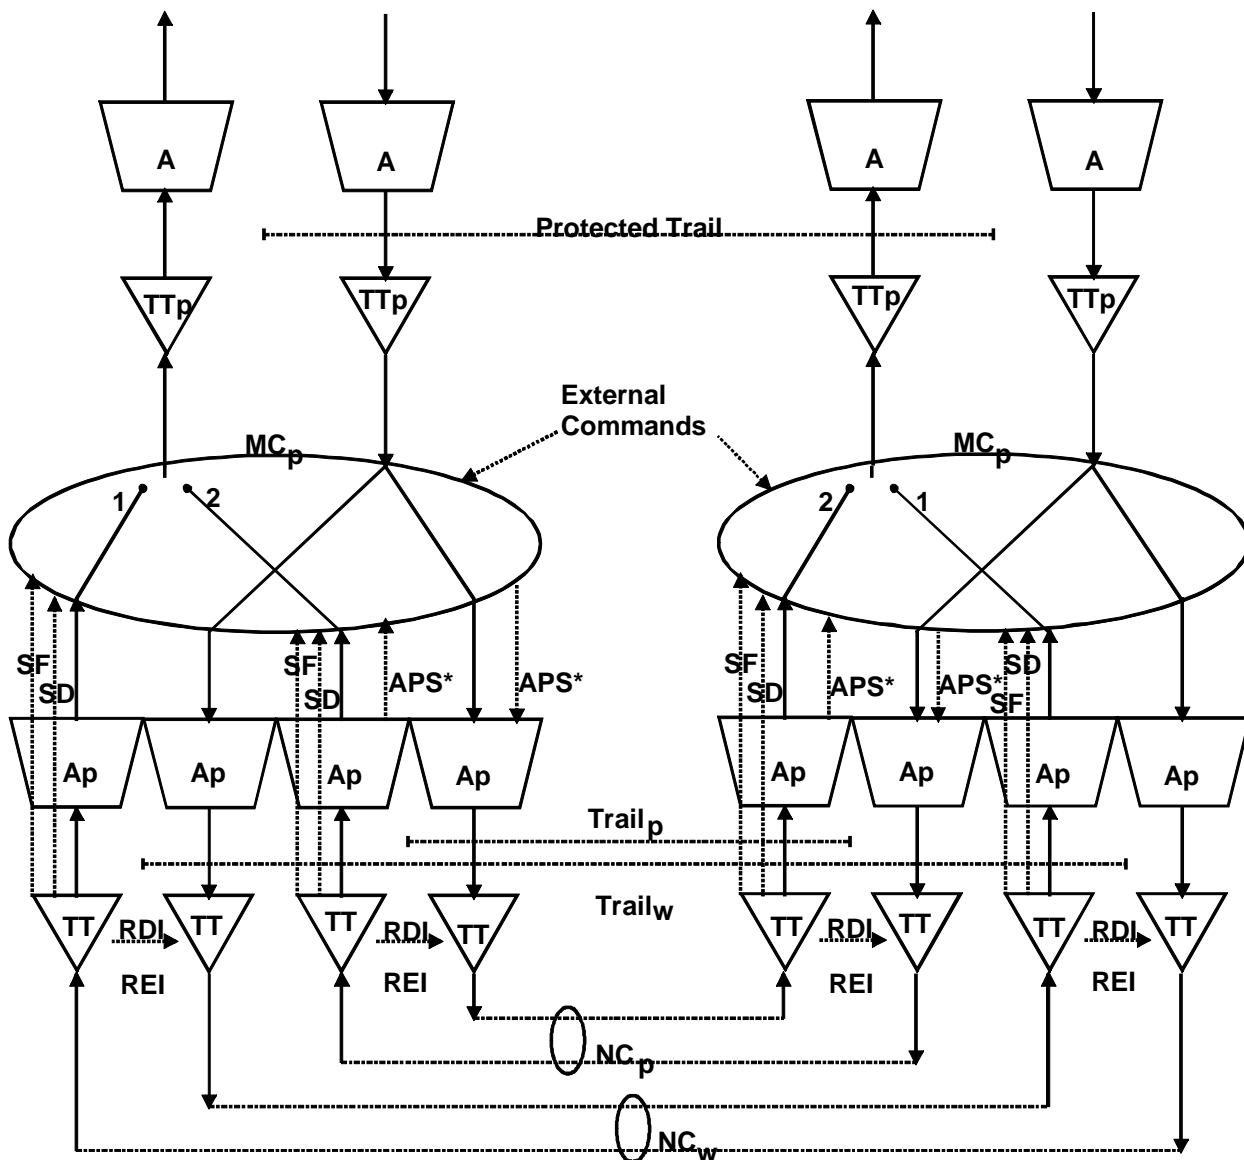 A A A A
Protected Trail
TTp TTp TTp TTp
External
Commands
MCp MCp
1 2 2 1
SF SD SF SD APS* APS* SF SD APS* APS* SD SF
Ap Ap Ap Ap Ap Ap Ap Ap
Trailp
Trailw
TT TT TT TT TT TT TT TT
RDI RDI RDI RDI
REI REI REI REI
NCp
NCw